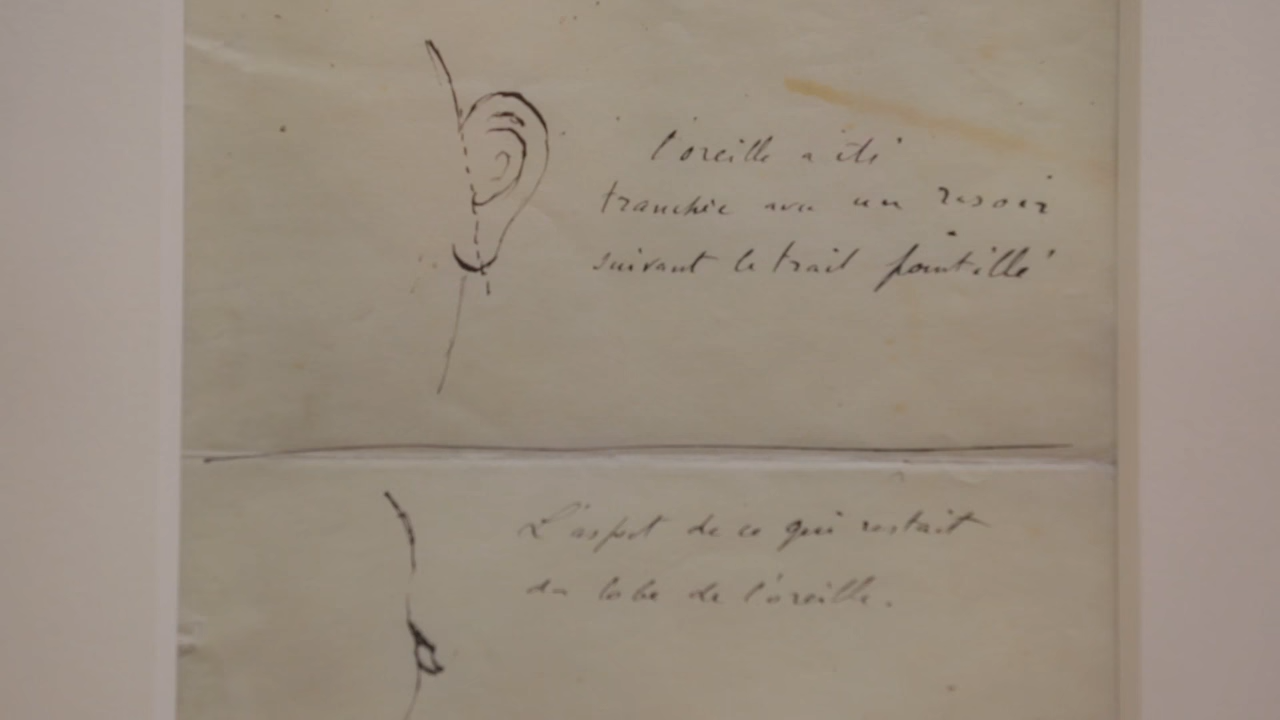 l'oreille a été
tranchée avec un rasoir
suivant le trait pointillé
L'aspect de ce qui restait
du lobe de l'oreille.